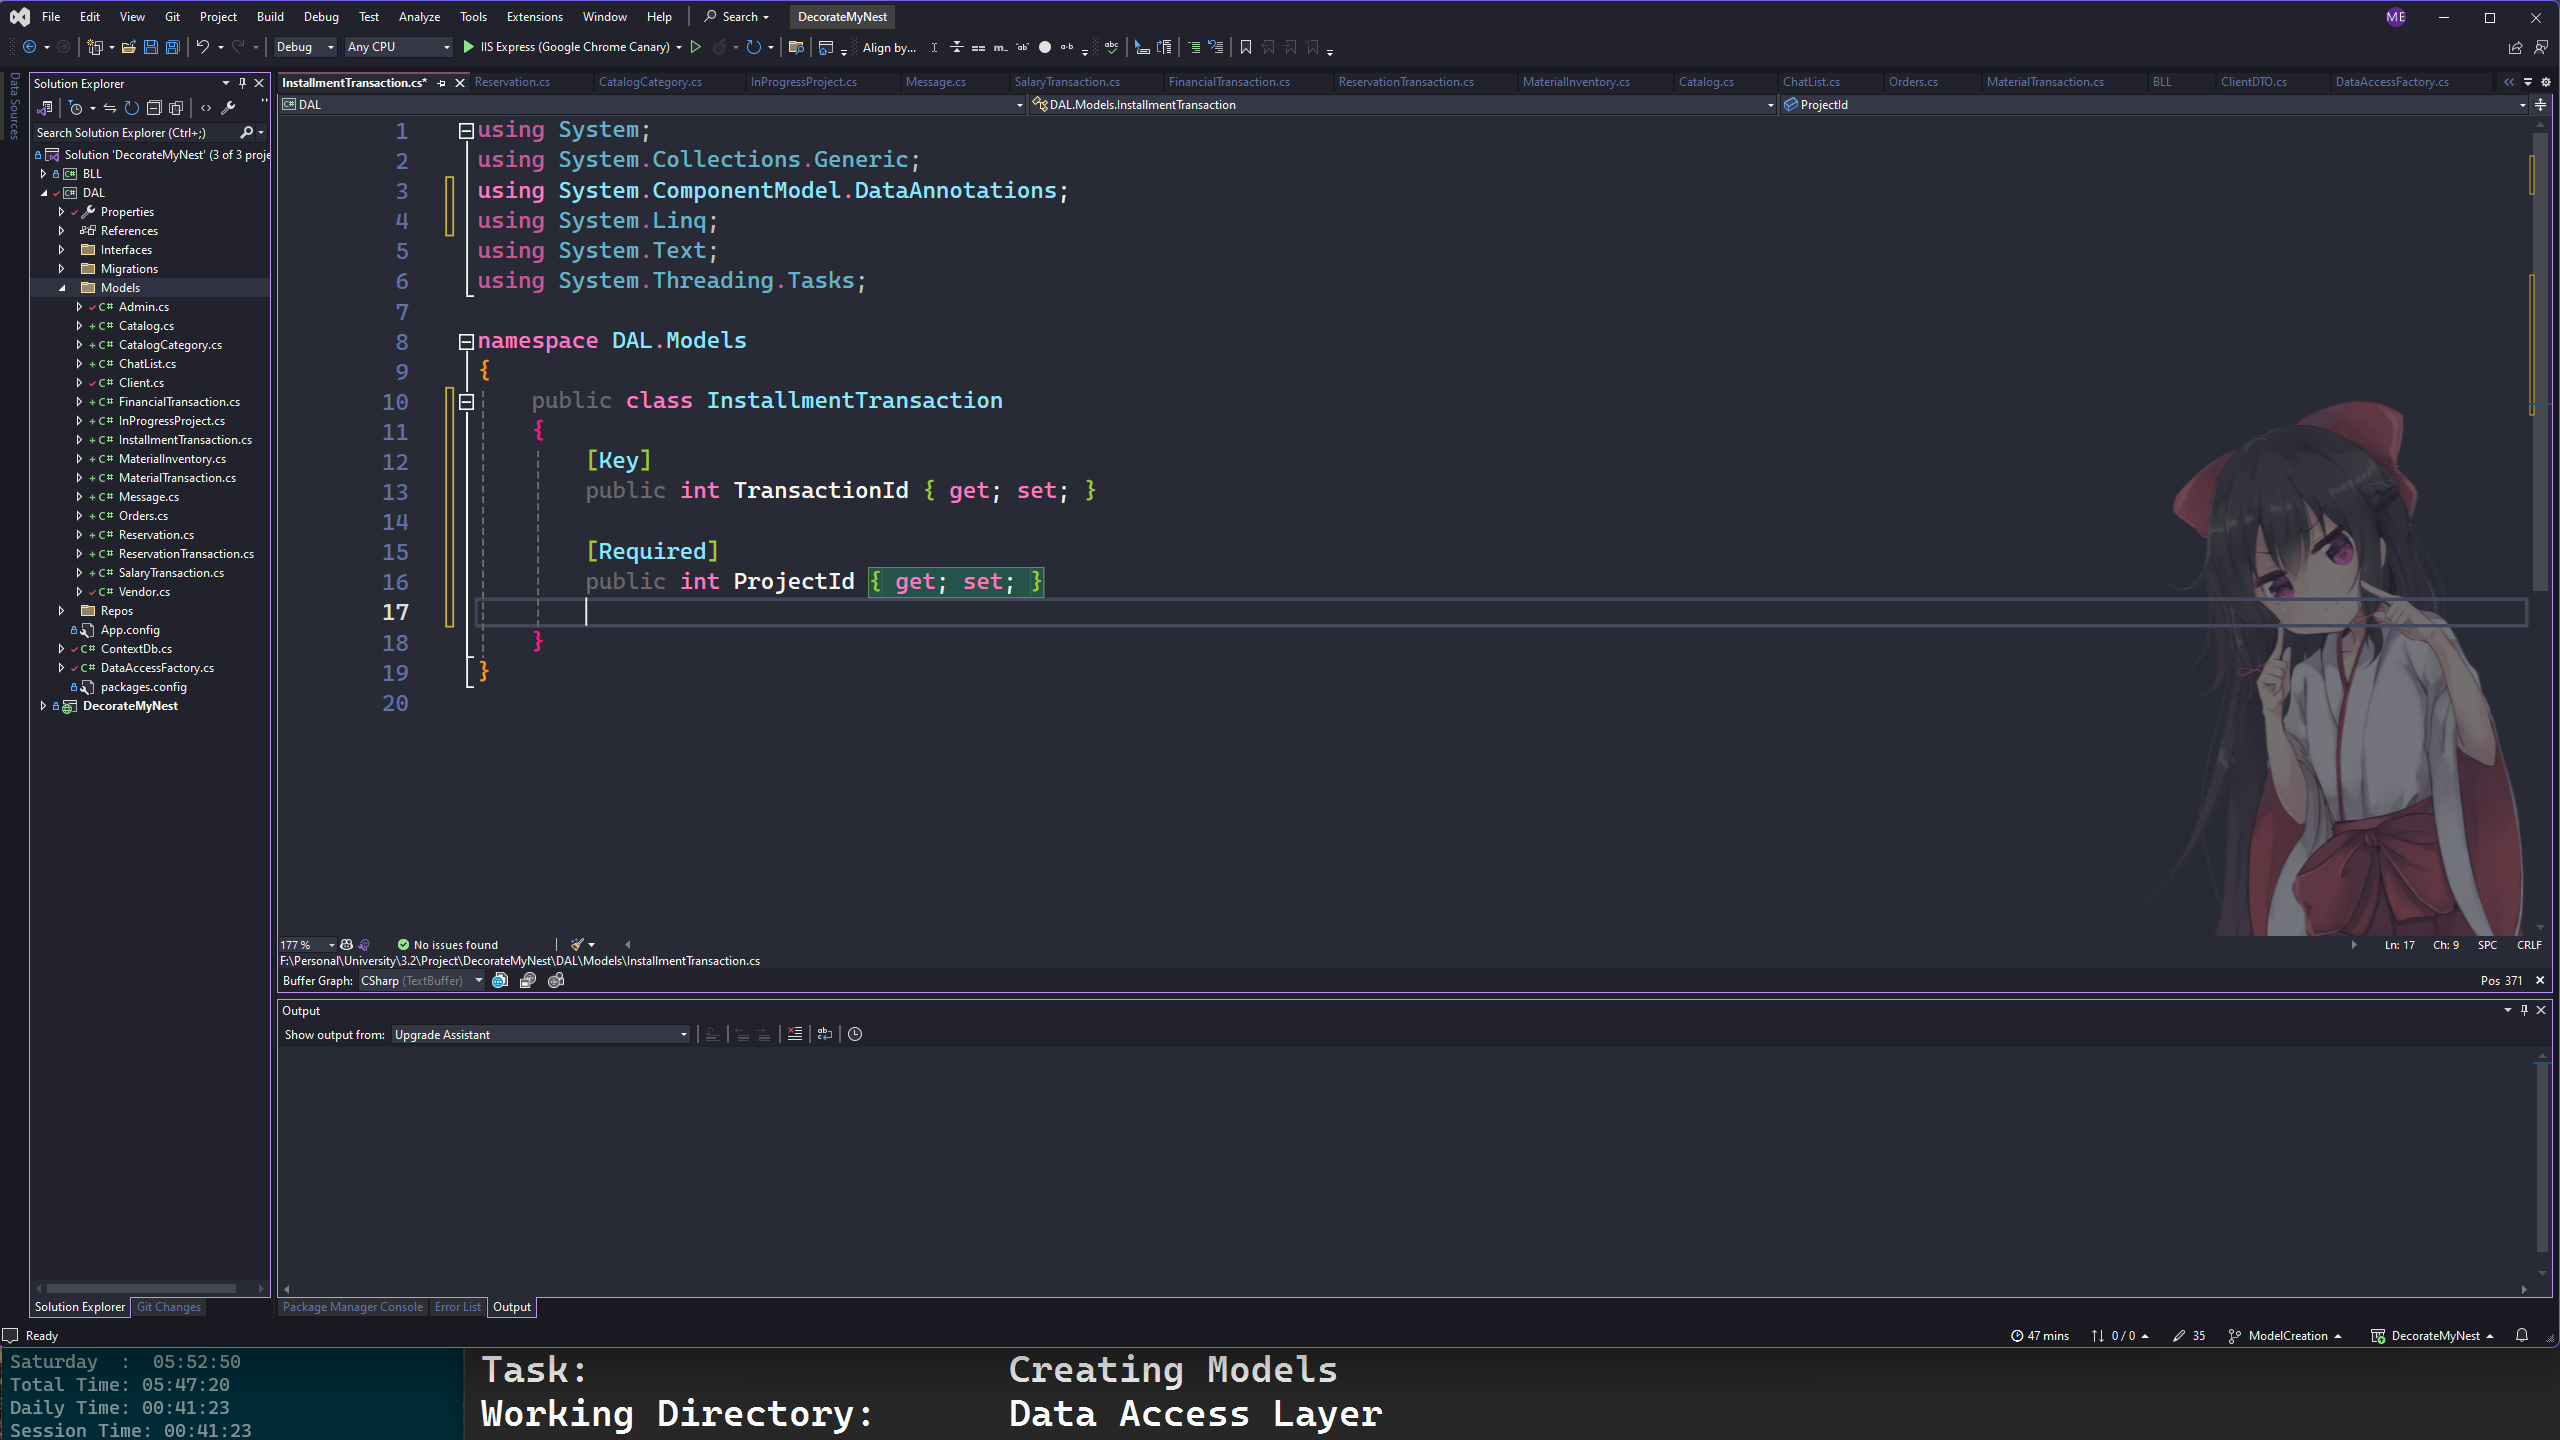 File Edit View Git Project Build Debug Test Analyze Tools Extensions Window Help Search DecorateMyNest ME
Debug Any CPU IIS Express (Google Chrome Canary) Align by...
Data Sources
Solution Explorer
Search Solution Explorer (Ctrl+;)
Solution 'DecorateMyNest' (3 of 3 proje
BLL
DAL
Properties
References
Interfaces
Migrations
Models
C# Admin.cs
C# Catalog.cs
C# CatalogCategory.cs
C# ChatList.cs
C# Client.cs
C# FinancialTransaction.cs
C# InProgressProject.cs
C# InstallmentTransaction.cs
C# MaterialInventory.cs
C# MaterialTransaction.cs
C# Message.cs
C# Orders.cs
C# Reservation.cs
C# ReservationTransaction.cs
C# SalaryTransaction.cs
C# Vendor.cs
Repos
App.config
C# ContextDb.cs
C# DataAccessFactory.cs
packages.config
DecorateMyNest
Solution Explorer Git Changes
InstallmentTransaction.cs* Reservation.cs CatalogCategory.cs InProgressProject.cs Message.cs SalaryTransaction.cs FinancialTransaction.cs ReservationTransaction.cs MaterialInventory.cs Catalog.cs ChatList.cs Orders.cs MaterialTransaction.cs BLL ClientDTO.cs DataAccessFactory.cs
DAL DAL.Models.InstallmentTransaction ProjectId
1 using System;
2 using System.Collections.Generic;
3 using System.ComponentModel.DataAnnotations;
4 using System.Linq;
5 using System.Text;
6 using System.Threading.Tasks;
7
8 namespace DAL.Models
9 {
10 public class InstallmentTransaction
11 {
12 [Key]
13 public int TransactionId { get; set; }
14
15 [Required]
16 public int ProjectId { get; set; }
17
18 }
19 }
20
177 % No issues found Ln: 17 Ch: 9 SPC CRLF
F:\Personal\University\3.2\Project\DecorateMyNest\DAL\Models\InstallmentTransaction.cs
Buffer Graph: CSharp (TextBuffer) Pos 371
Output
Show output from: Upgrade Assistant
Package Manager Console Error List Output
Ready 47 mins 0 / 0 35 ModelCreation DecorateMyNest
Saturday : 05:52:50
Total Time: 05:47:20
Daily Time: 00:41:23
Session Time: 00:41:23
Task: Creating Models
Working Directory: Data Access Layer